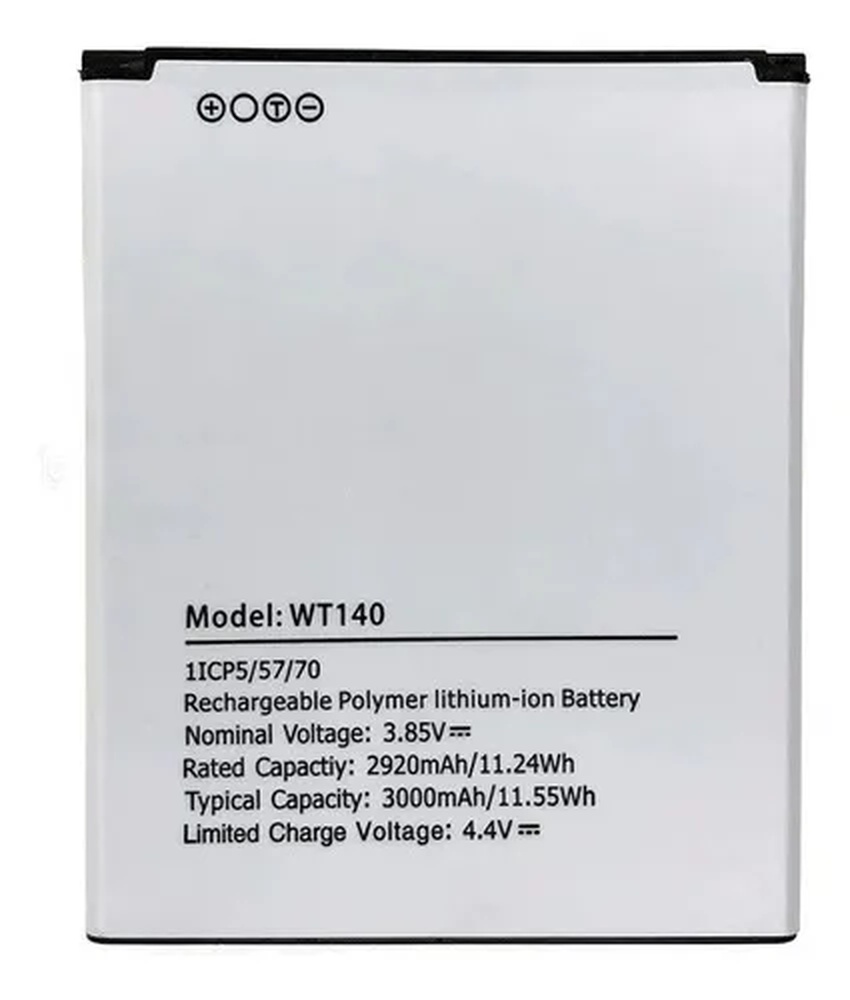 ⊕○Ⓣ⊖
Model: WT140
1ICP5/57/70
Rechargeable Polymer lithium-ion Battery
Nominal Voltage: 3.85V⎓
Rated Capactiy: 2920mAh/11.24Wh
Typical Capacity: 3000mAh/11.55Wh
Limited Charge Voltage: 4.4V⎓